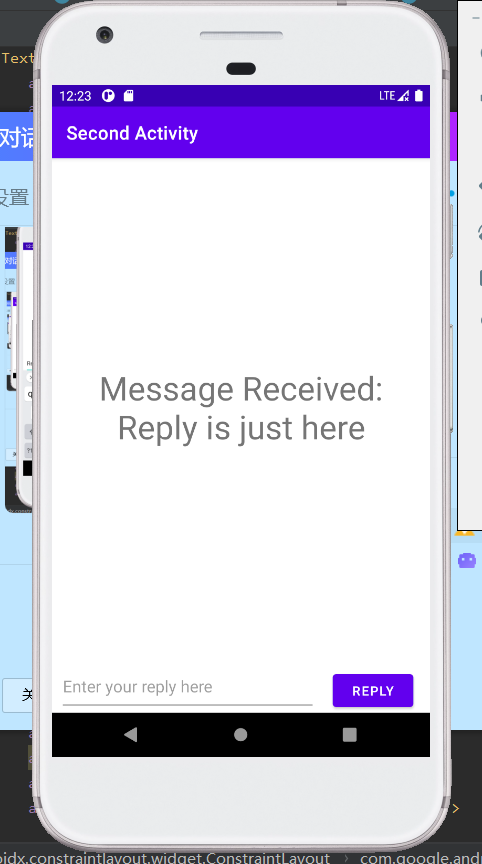 Text
12:23
LTE
Second Activity
对话
设置
Message Received:
Reply is just here
Enter your reply here
REPLY
关
oidx.constraintlayout.widget.ConstraintLayout
com.google.and